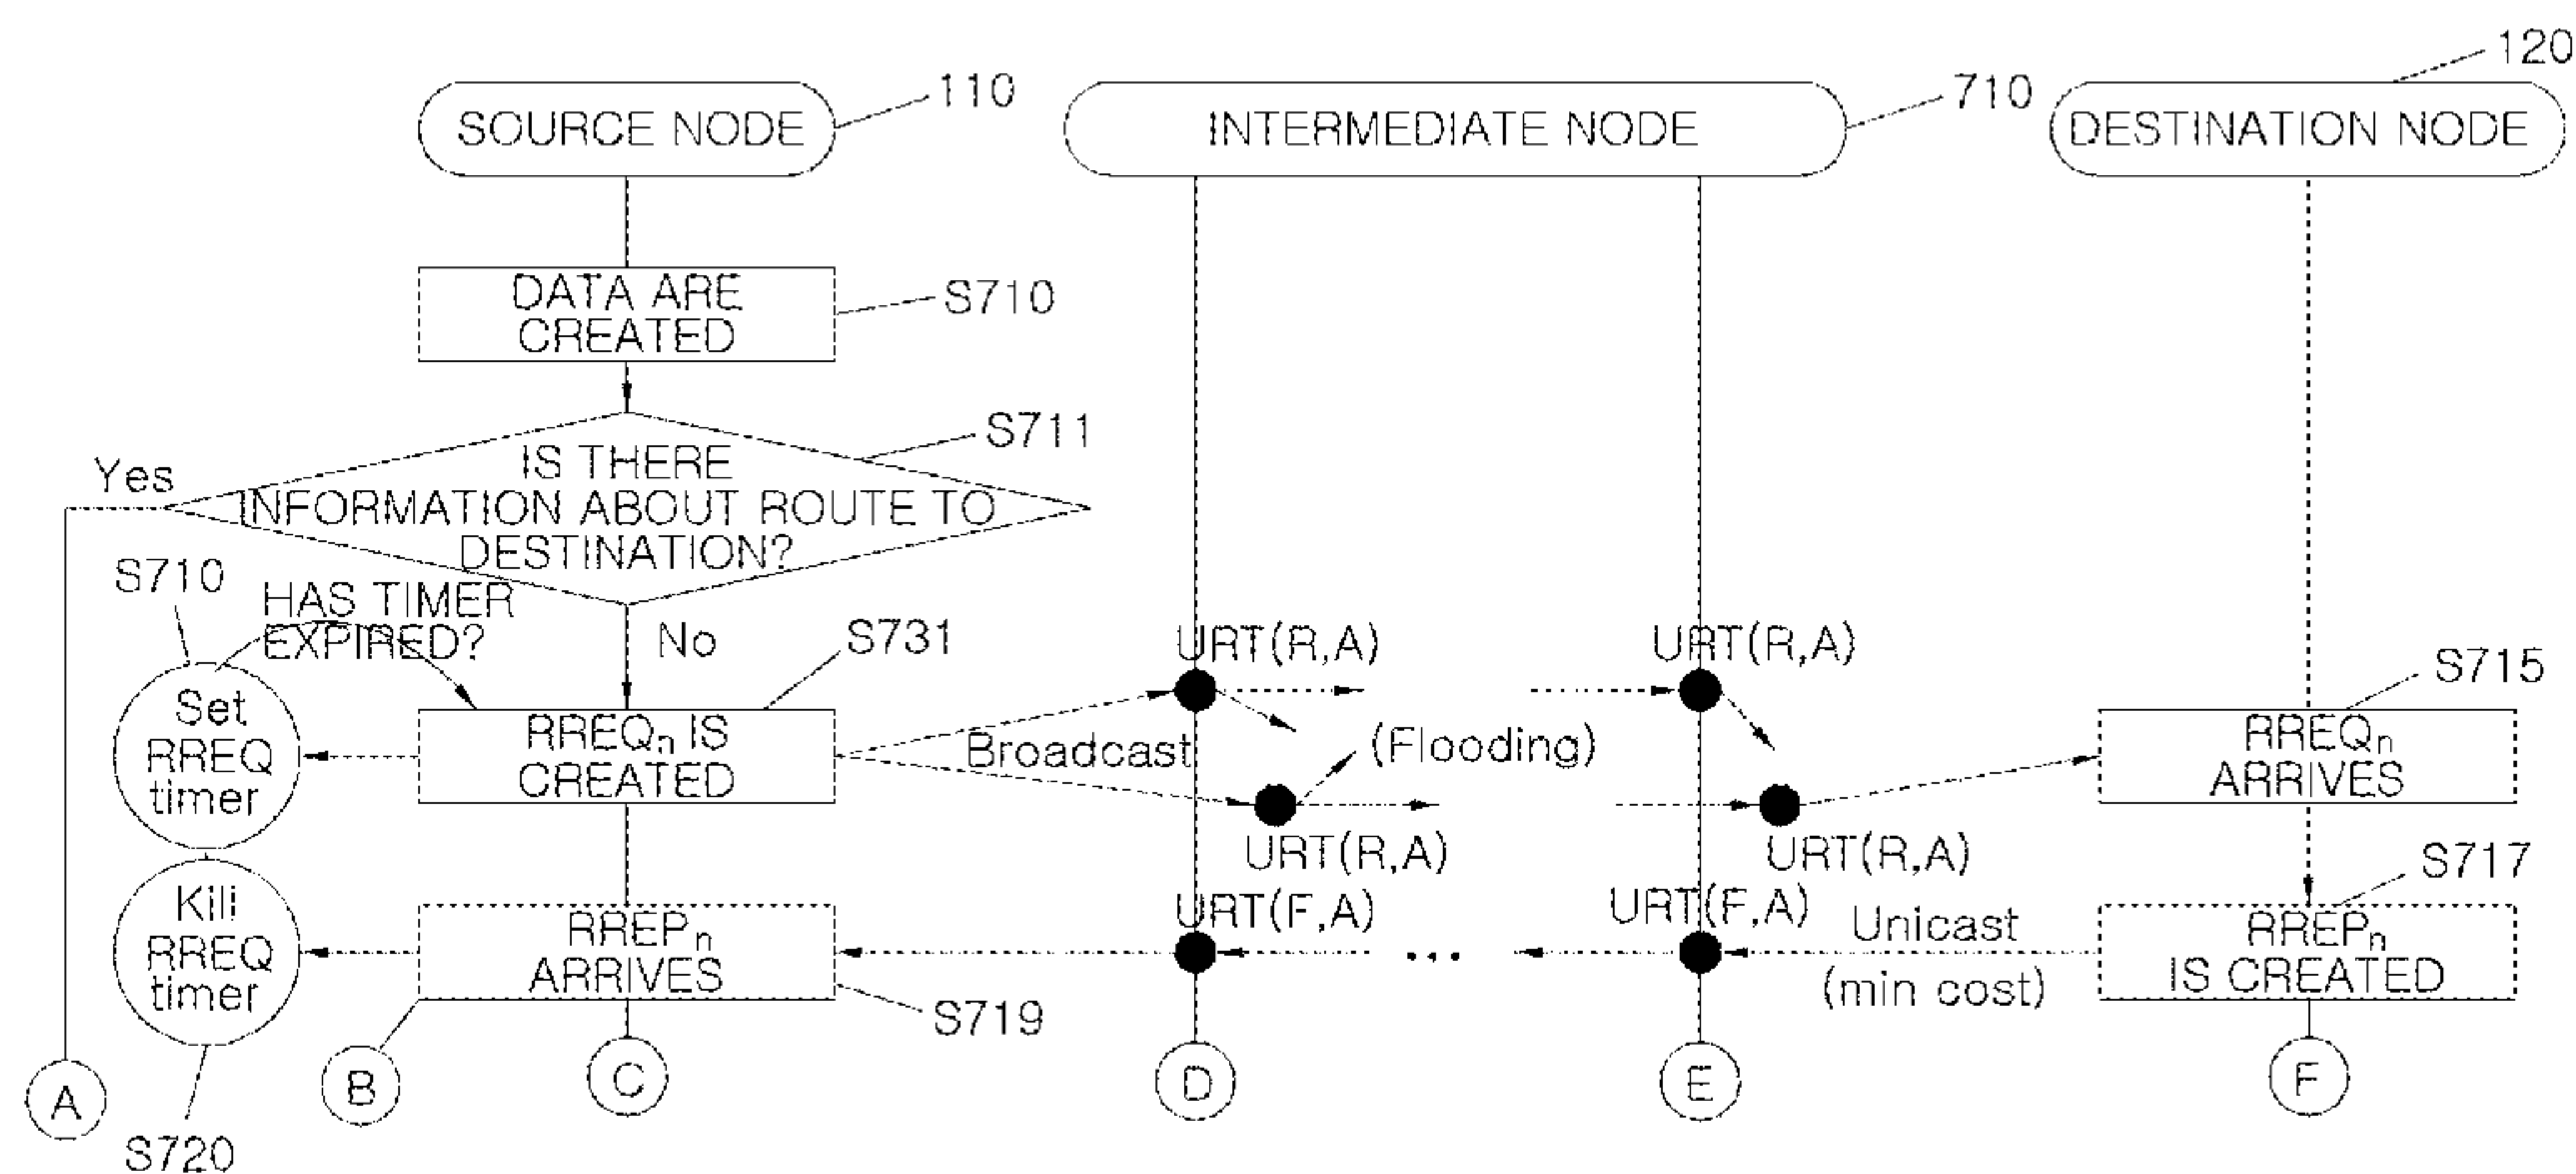 120
110
710
SOURCE NODE
INTERMEDIATE NODE
DESTINATION NODE
DATA ARE
CREATED
S710
S711
Yes
IS THERE
INFORMATION ABOUT ROUTE TO
DESTINATION?
S710
HAS TIMER
EXPIRED?
No
S731
URT(R,A)
URT(R,A)
S715
Set
RREQ
timer
RREQn IS
CREATED
Broadcast
(Flooding)
RREQn
ARRIVES
URT(R,A)
URT(R,A)
S717
Kill
RREQ
timer
RREPn
ARRIVES
URT(F,A)
...
URT(F,A)
Unicast
(min cost)
RREPn
IS CREATED
S719
A
B
C
D
E
F
S720